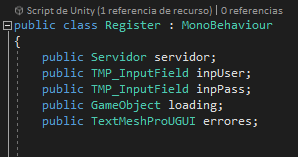 Script de Unity (1 referencia de recurso) | 0 referencias
public class Register : MonoBehaviour
{
public Servidor servidor;
public TMP_InputField inpUser;
public TMP_InputField inpPass;
public GameObject loading;
public TextMeshProUGUI errores;